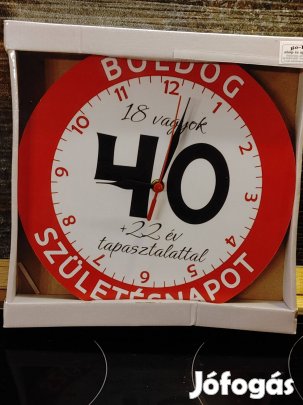 BOLDOG
18 vagyok
40
+22 év
tapasztalattal
SZÜLETÉSNAPOT
12
1
2
3
4
5
6
7
8
9
10
11
Jófogás